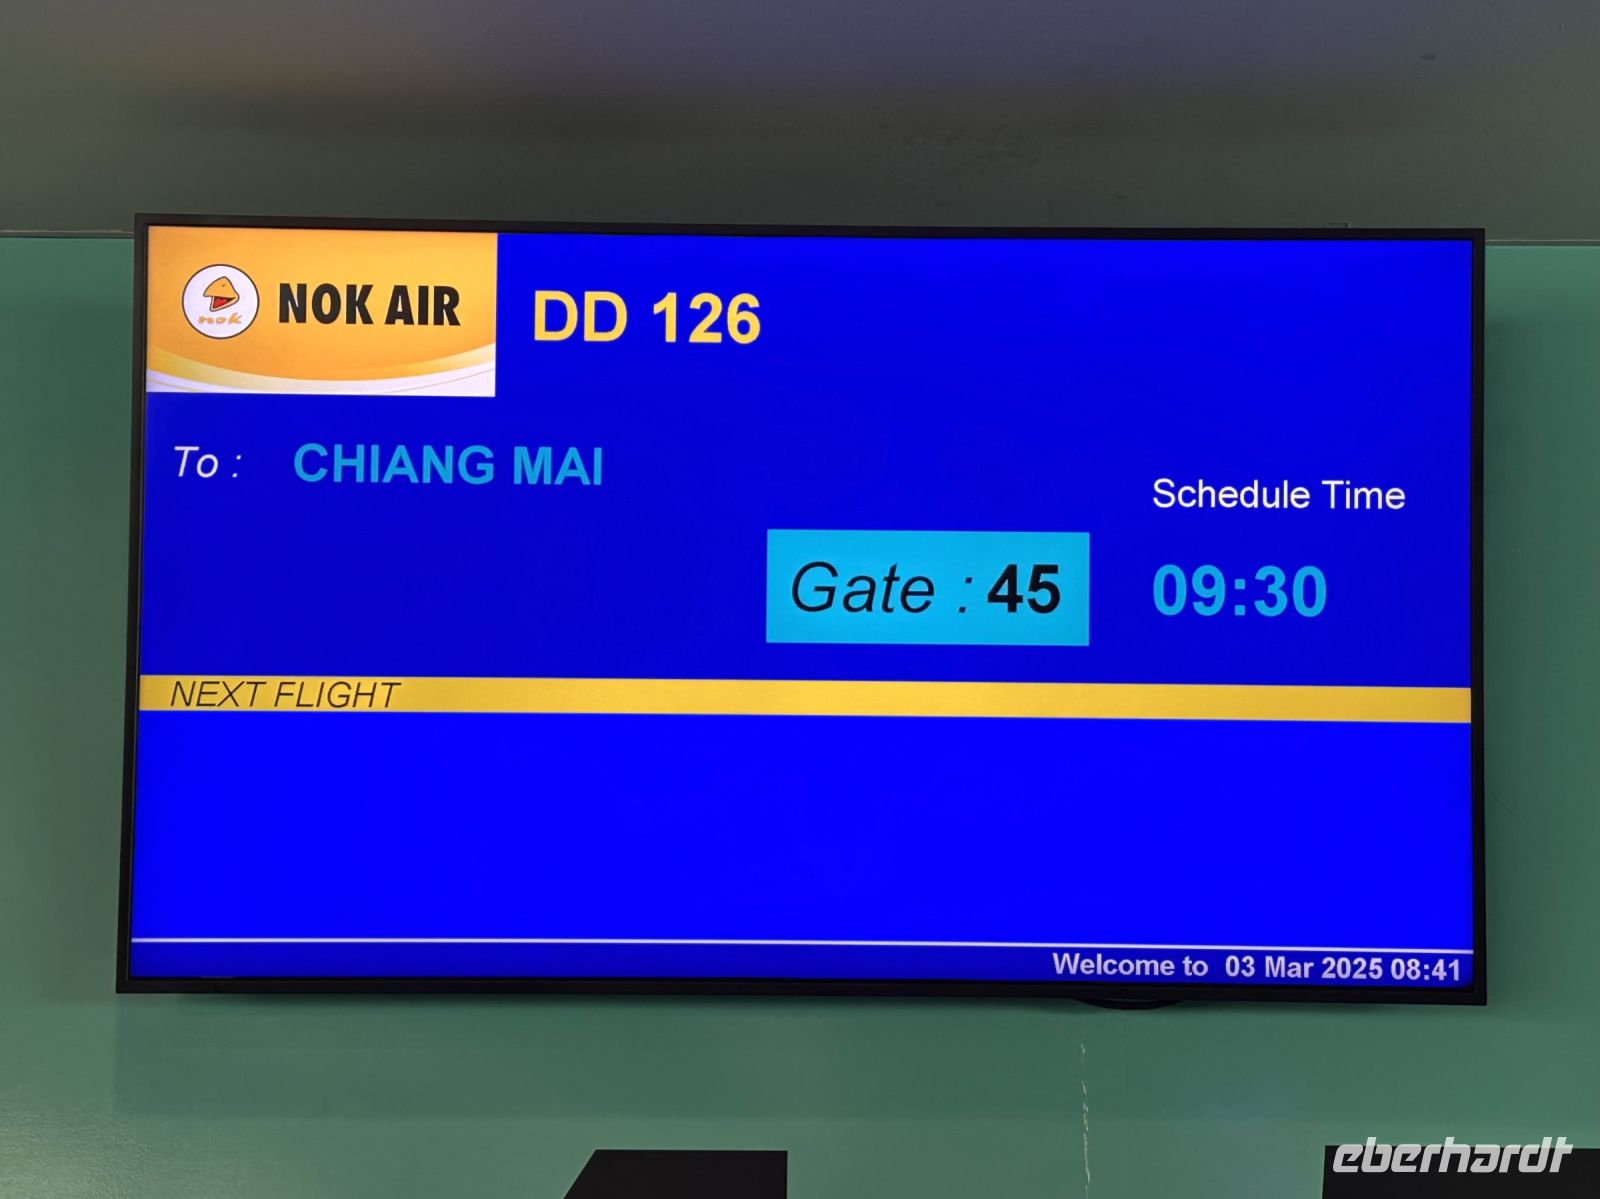 nok
NOK AIR
DD 126
To : CHIANG MAI
Schedule Time
Gate : 45
09:30
NEXT FLIGHT
Welcome to 03 Mar 2025 08:41
eberhardt